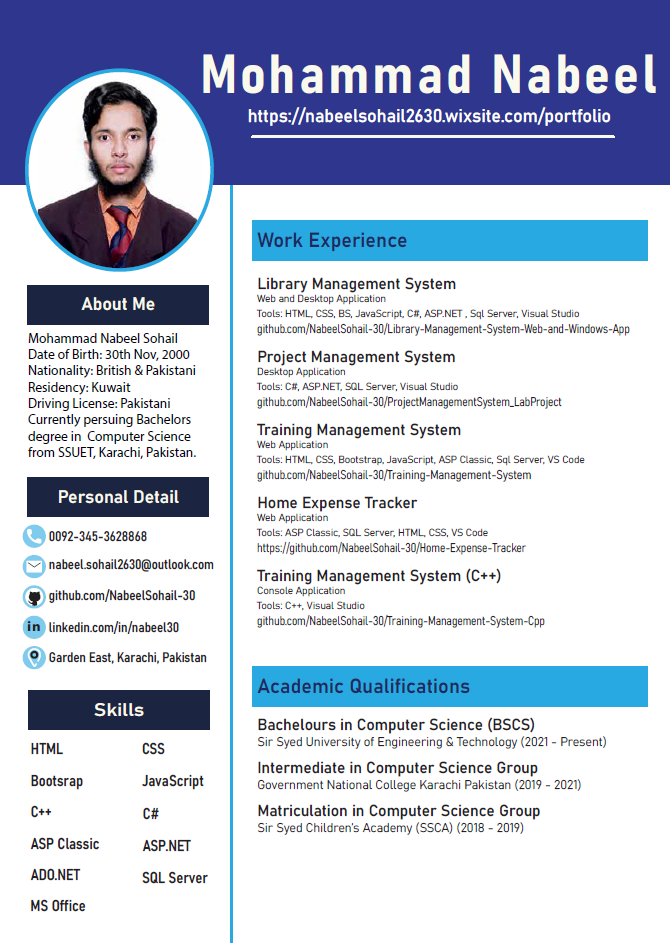 Mohammad Nabeel
https://nabeelsohail2630.wixsite.com/portfolio
About Me
Mohammad Nabeel Sohail
Date of Birth: 30th Nov, 2000
Nationality: British & Pakistani
Residency: Kuwait
Driving License: Pakistani
Currently persuing Bachelors
degree in Computer Science
from SSUET, Karachi, Pakistan.
Personal Detail
0092-345-3628868
nabeel.sohail2630@outlook.com
github.com/NabeelSohail-30
in linkedin.com/in/nabeel30
Garden East, Karachi, Pakistan
Skills
HTML CSS
Bootsrap JavaScript
C++ C#
ASP Classic ASP.NET
ADO.NET SQL Server
MS Office
Work Experience
Library Management System
Web and Desktop Application
Tools: HTML, CSS, BS, JavaScript, C#, ASP.NET , Sql Server, Visual Studio
github.com/NabeelSohail-30/Library-Management-System-Web-and-Windows-App
Project Management System
Desktop Application
Tools: C#, ASP.NET, SQL Server, Visual Studio
github.com/NabeelSohail-30/ProjectManagementSystem_LabProject
Training Management System
Web Application
Tools: HTML, CSS, Bootstrap, JavaScript, ASP Classic, Sql Server, VS Code
github.com/NabeelSohail-30/Training-Management-System
Home Expense Tracker
Web Application
Tools: ASP Classic, SQL Server, HTML, CSS, VS Code
https://github.com/NabeelSohail-30/Home-Expense-Tracker
Training Management System (C++)
Console Application
Tools: C++, Visual Studio
github.com/NabeelSohail-30/Training-Management-System-Cpp
Academic Qualifications
Bachelours in Computer Science (BSCS)
Sir Syed University of Engineering & Technology (2021 - Present)
Intermediate in Computer Science Group
Government National College Karachi Pakistan (2019 - 2021)
Matriculation in Computer Science Group
Sir Syed Children's Academy (SSCA) (2018 - 2019)